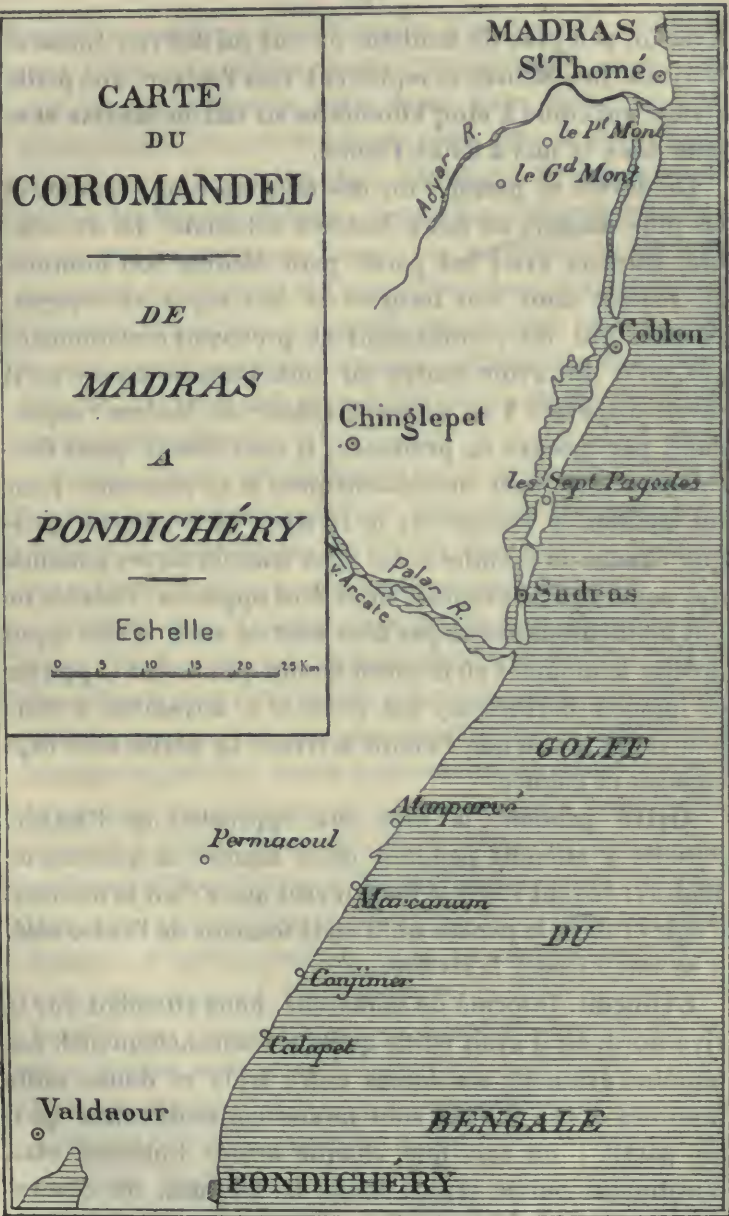 CARTE
DU
COROMANDEL
DE
MADRAS
A
PONDICHÉRY
Echelle
0 5 10 15 20 25 Km
MADRAS
St Thomé
le Pt Mont
le Gd Mont
Adyar R.
Coblon
Chinglepet
les Sept Pagodes
Palar R.
v. Arcate
Sadras
GOLFE
Alanparvé
Permacoul
Marcanum
DU
Conjimer
Calapet
Valdaour
BENGALE
PONDICHÉRY